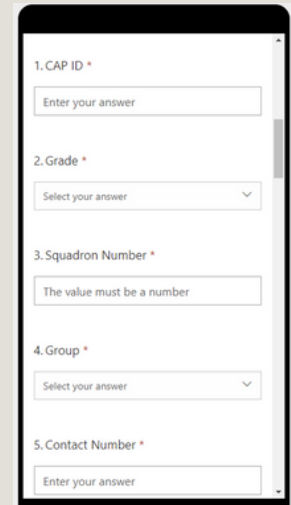 1. CAP ID *
Enter your answer
2. Grade *
Select your answer
3. Squadron Number *
The value must be a number
4. Group *
Select your answer
5. Contact Number *
Enter your answer